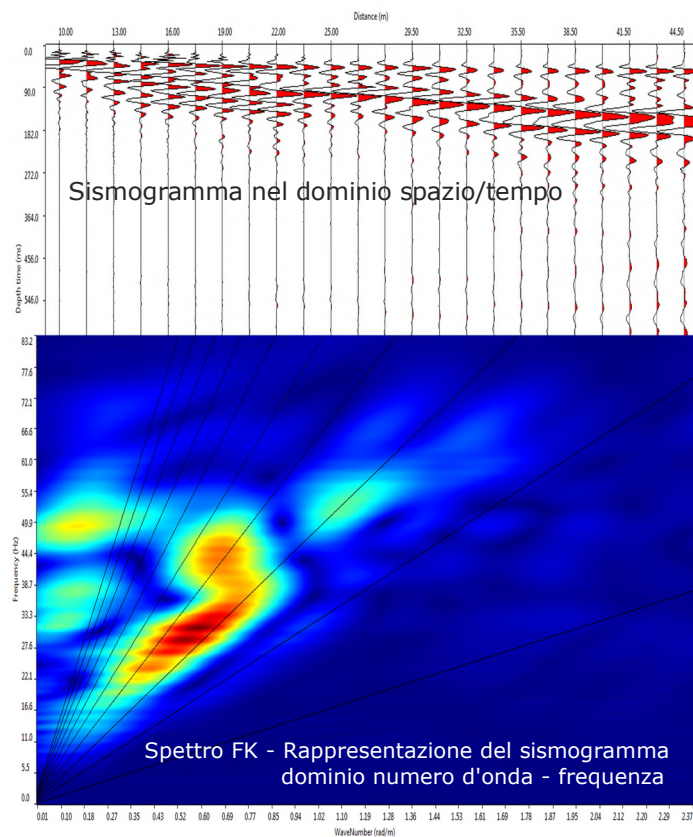 Distance (m)
10.00 13.00 16.00 19.00 22.00 25.00 29.50 32.50 35.50 38.50 41.50 44.50
0.0
90.0
182.0
272.0
364.0
456.0
546.0
Depth time (ms)
Sismogramma nel dominio spazio/tempo
83.2
77.6
72.1
66.6
61.0
55.4
49.9
44.4
38.7
33.3
27.6
22.1
16.6
11.0
5.5
0.0
Frequency (Hz)
Spettro FK - Rappresentazione del sismogramma
dominio numero d'onda - frequenza
0.01 0.10 0.18 0.27 0.35 0.43 0.52 0.60 0.69 0.77 0.85 0.94 1.02 1.10 1.19 1.27 1.36 1.44 1.53 1.61 1.69 1.78 1.86 1.95 2.03 2.11 2.20 2.29 2.37
WaveNumber (rad/m)